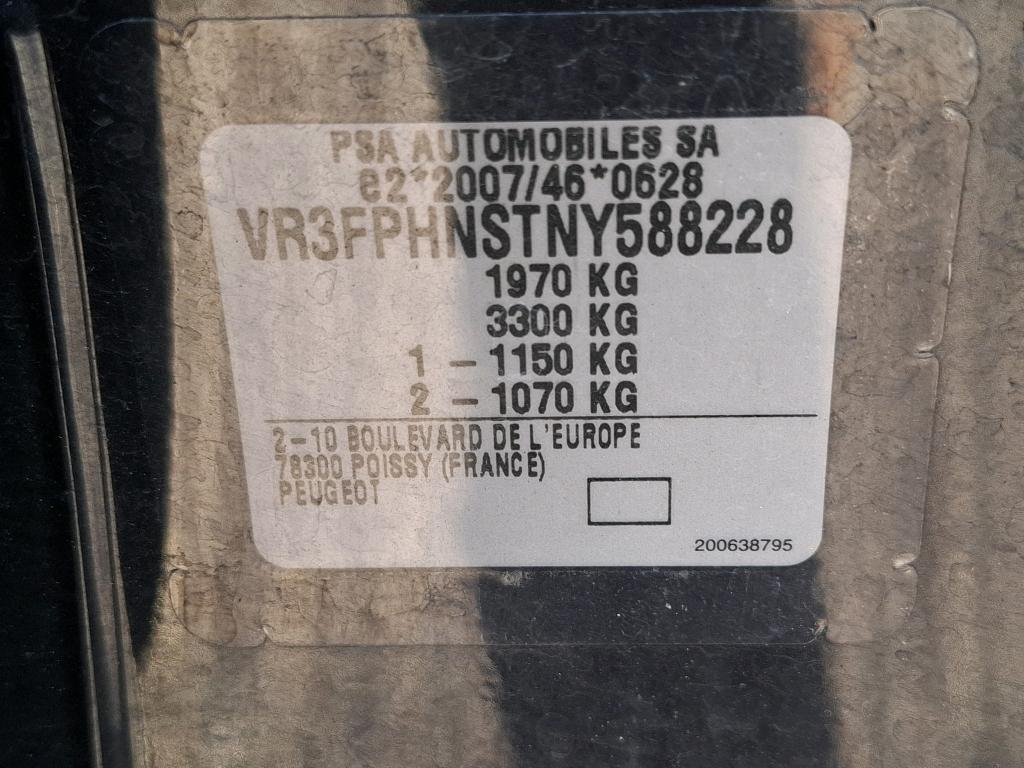 PSA AUTOMOBILES SA
e2*2007/46*0628
VR3FPHNSTNY588228
1970 KG
3300 KG
1 - 1150 KG
2 - 1070 KG
2-10 BOULEVARD DE L'EUROPE
78300 POISSY (FRANCE)
PEUGEOT
200638795